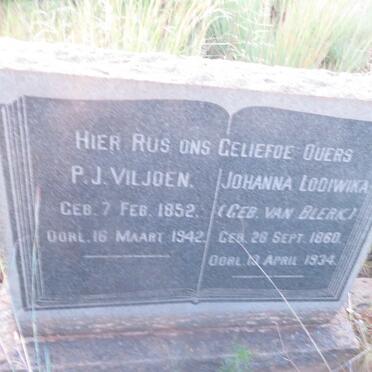 HIER RUS ONS GELIEFDE OUERS
P.J. VILJOEN.
GEB. 7 FEB. 1852.
OORL. 16 MAART 1942.
JOHANNA LODIWIKA
(GEB. VAN BLERK)
GEB. 26 SEPT. 1860.
OORL. 13 APRIL 1934.